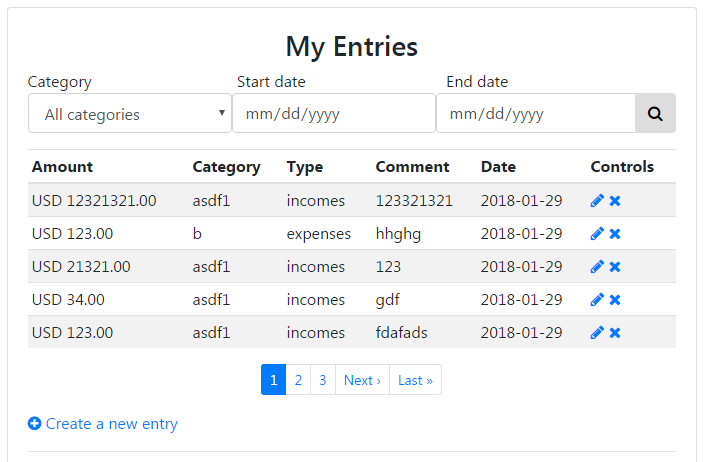 My Entries
Category Start date End date
All categories mm/dd/yyyy mm/dd/yyyy
Amount Category Type Comment Date Controls
USD 12321321.00 asdf1 incomes 123321321 2018-01-29
USD 123.00 b expenses hhghg 2018-01-29
USD 21321.00 asdf1 incomes 123 2018-01-29
USD 34.00 asdf1 incomes gdf 2018-01-29
USD 123.00 asdf1 incomes fdafads 2018-01-29
1 2 3 Next › Last »
Create a new entry